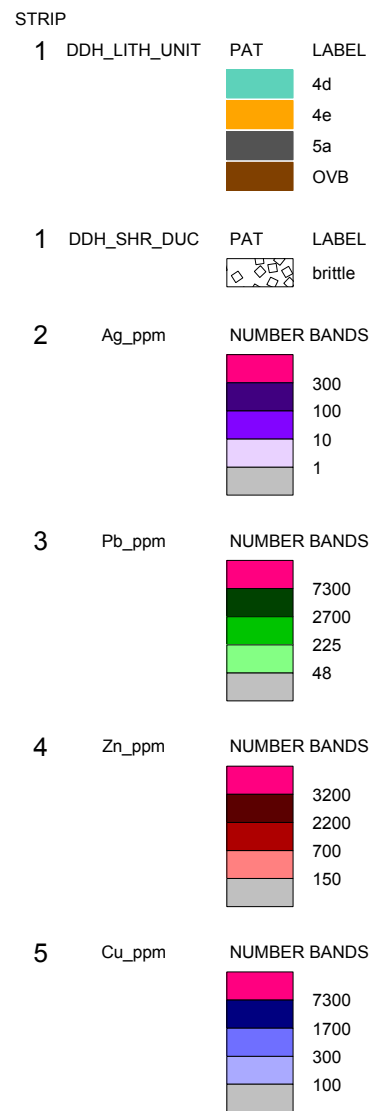 STRIP
1 DDH_LITH_UNIT PAT LABEL
4d
4e
5a
OVB
1 DDH_SHR_DUC PAT LABEL
brittle
2 Ag_ppm NUMBER BANDS
300
100
10
1
3 Pb_ppm NUMBER BANDS
7300
2700
225
48
4 Zn_ppm NUMBER BANDS
3200
2200
700
150
5 Cu_ppm NUMBER BANDS
7300
1700
300
100